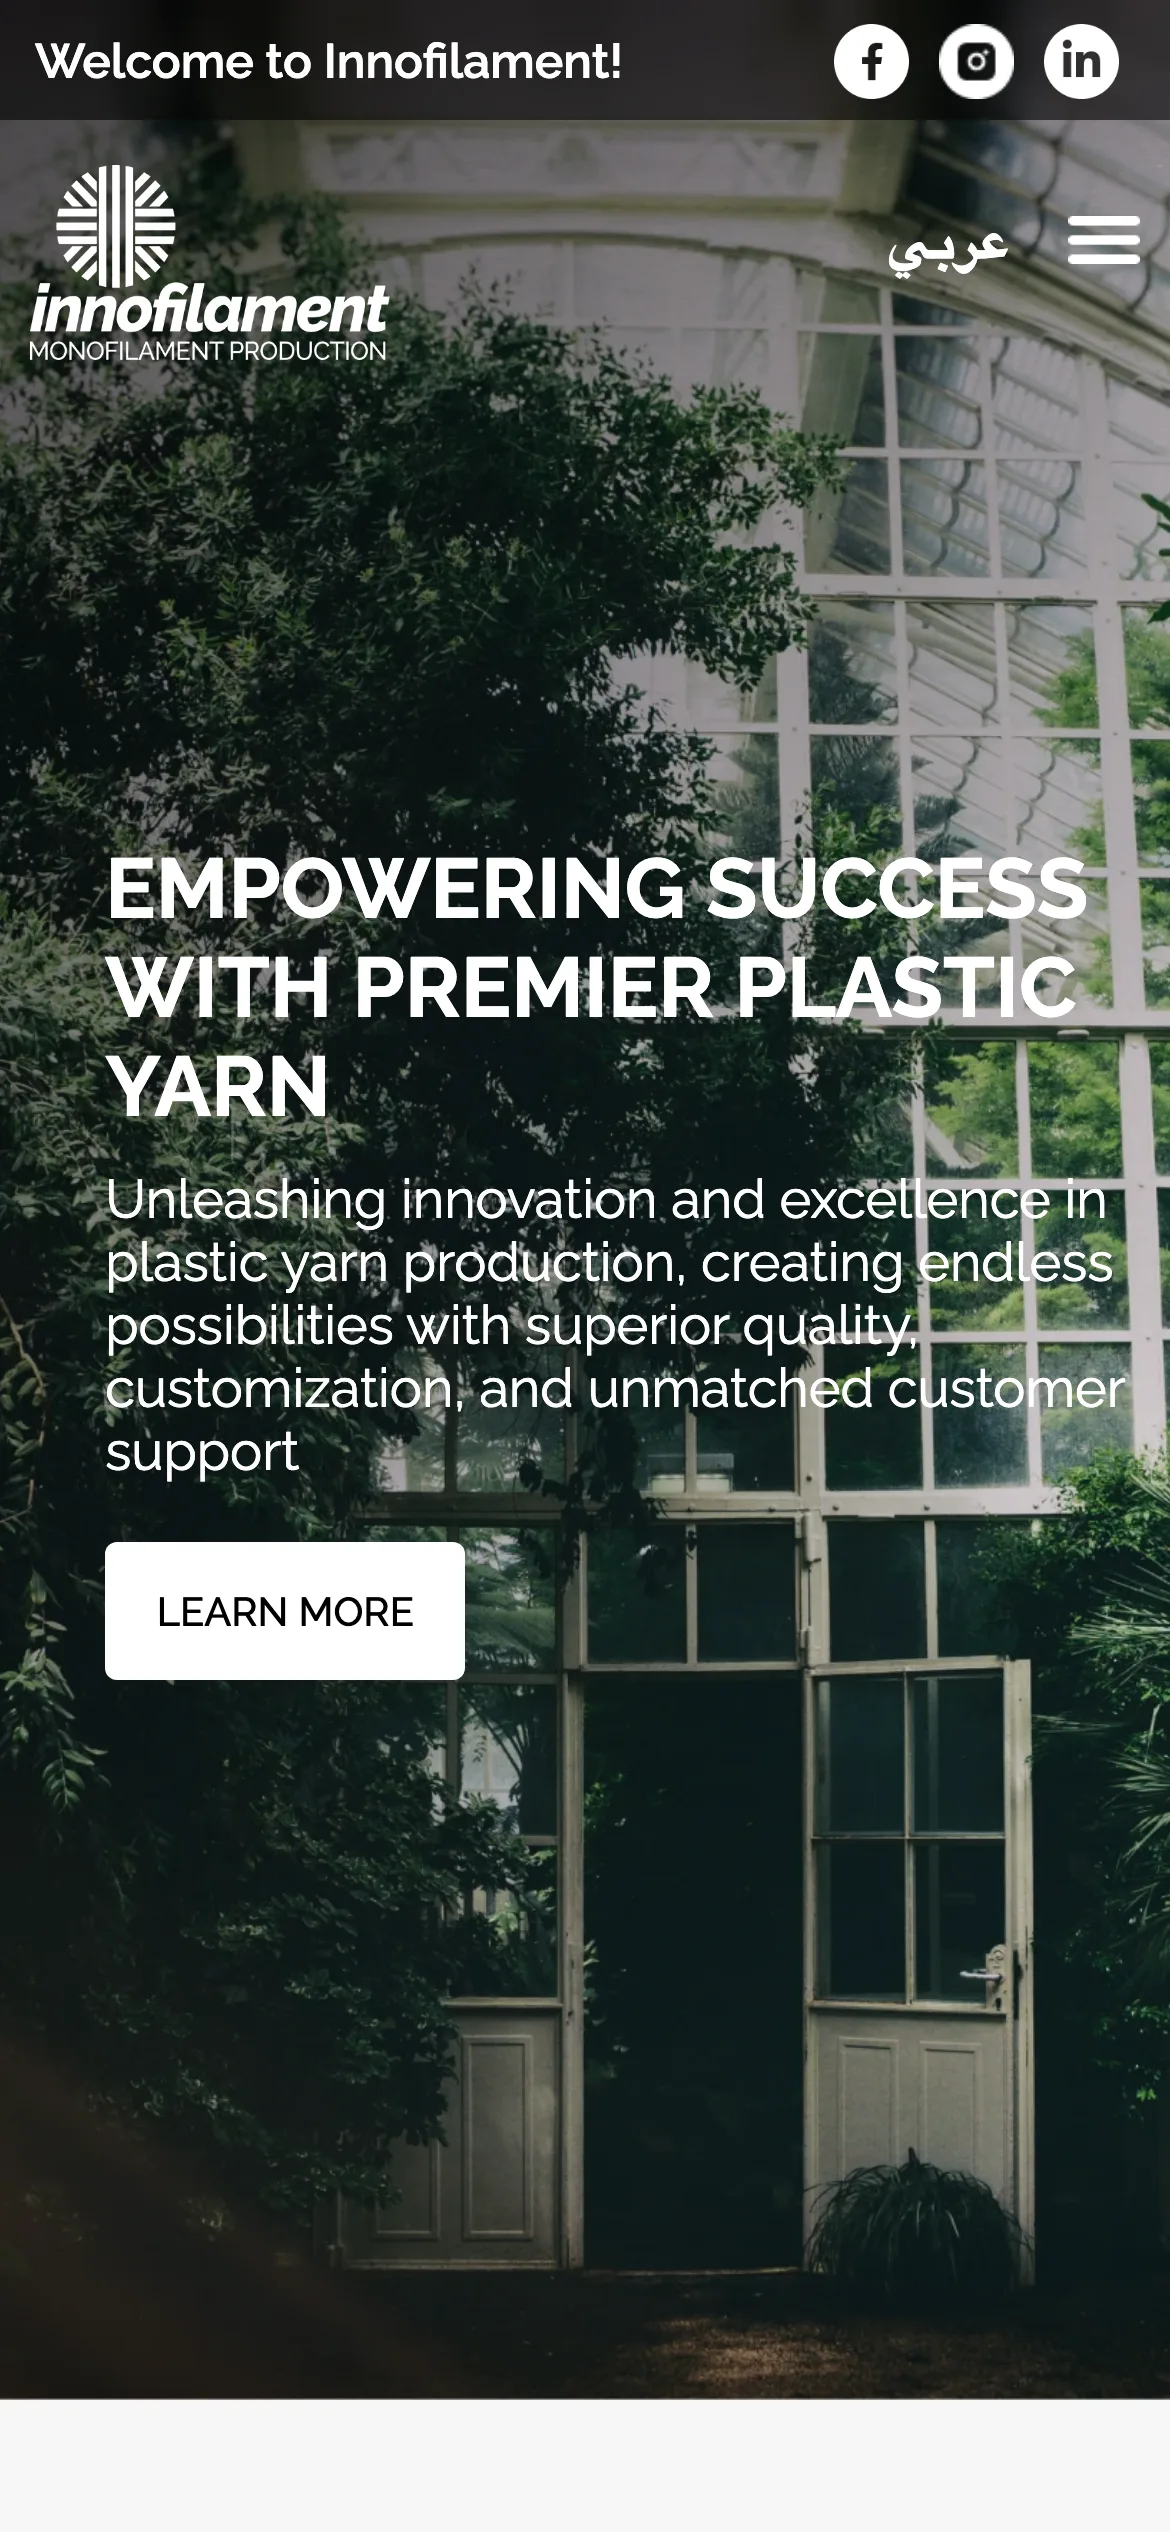 Welcome to Innofilament!
innofilament
MONOFILAMENT PRODUCTION
عربي
EMPOWERING SUCCESS
WITH PREMIER PLASTIC
YARN
Unleashing innovation and excellence in
plastic yarn production, creating endless
possibilities with superior quality,
customization, and unmatched customer
support
LEARN MORE